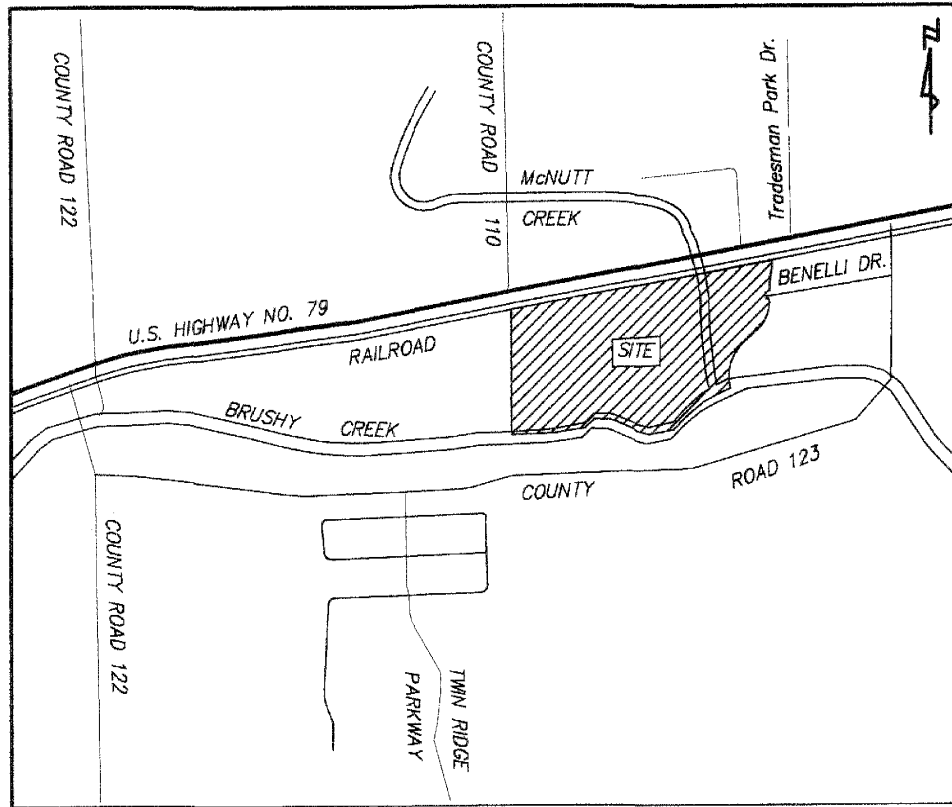 COUNTY ROAD 122
COUNTY ROAD 110
Tradesman Park Dr.
N
McNUTT
CREEK
BENELLI DR.
U.S. HIGHWAY NO. 79
RAILROAD
SITE
BRUSHY CREEK
COUNTY ROAD 123
COUNTY ROAD 122
TWIN RIDGE
PARKWAY